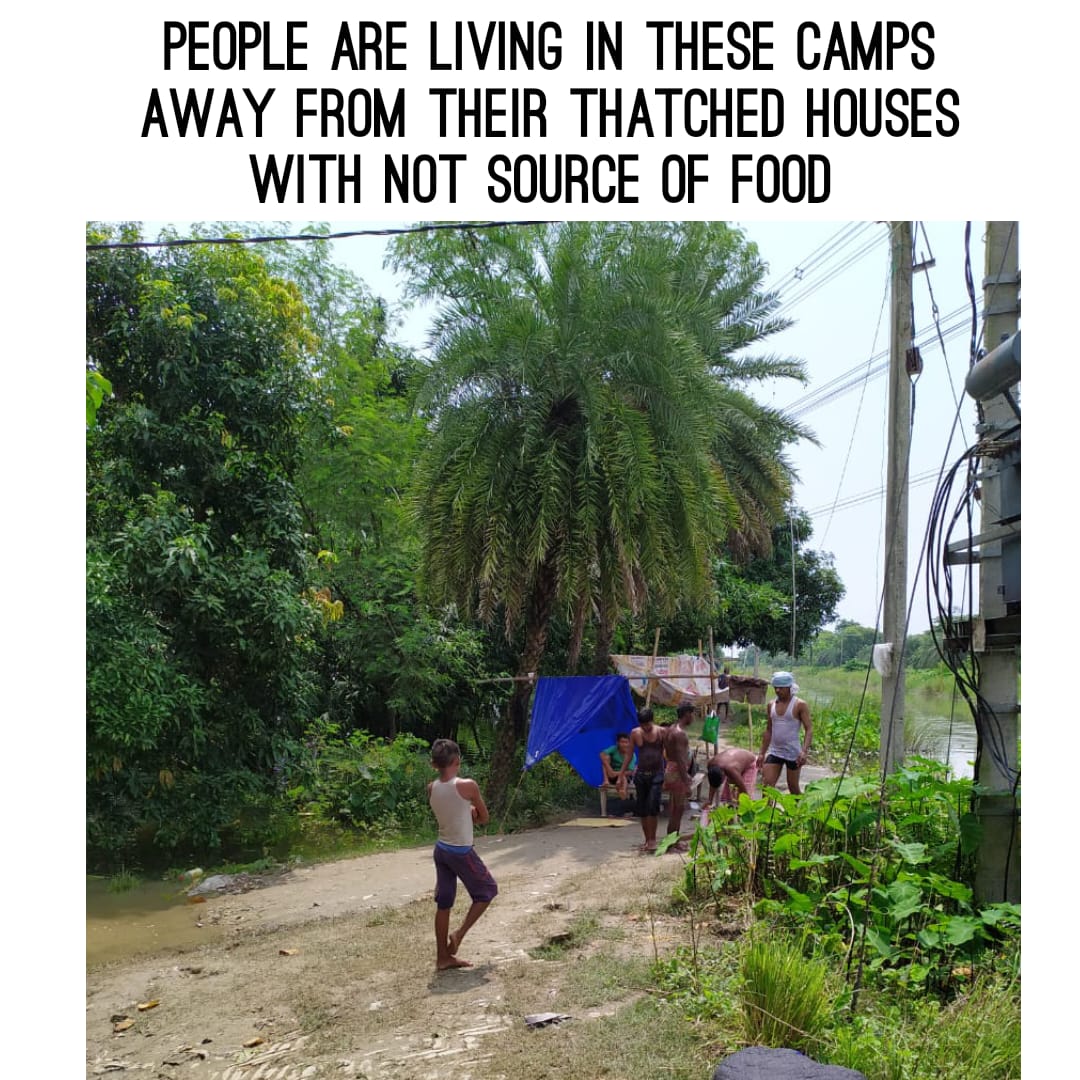 PEOPLE ARE LIVING IN THESE CAMPS
AWAY FROM THEIR THATCHED HOUSES
WITH NOT SOURCE OF FOOD